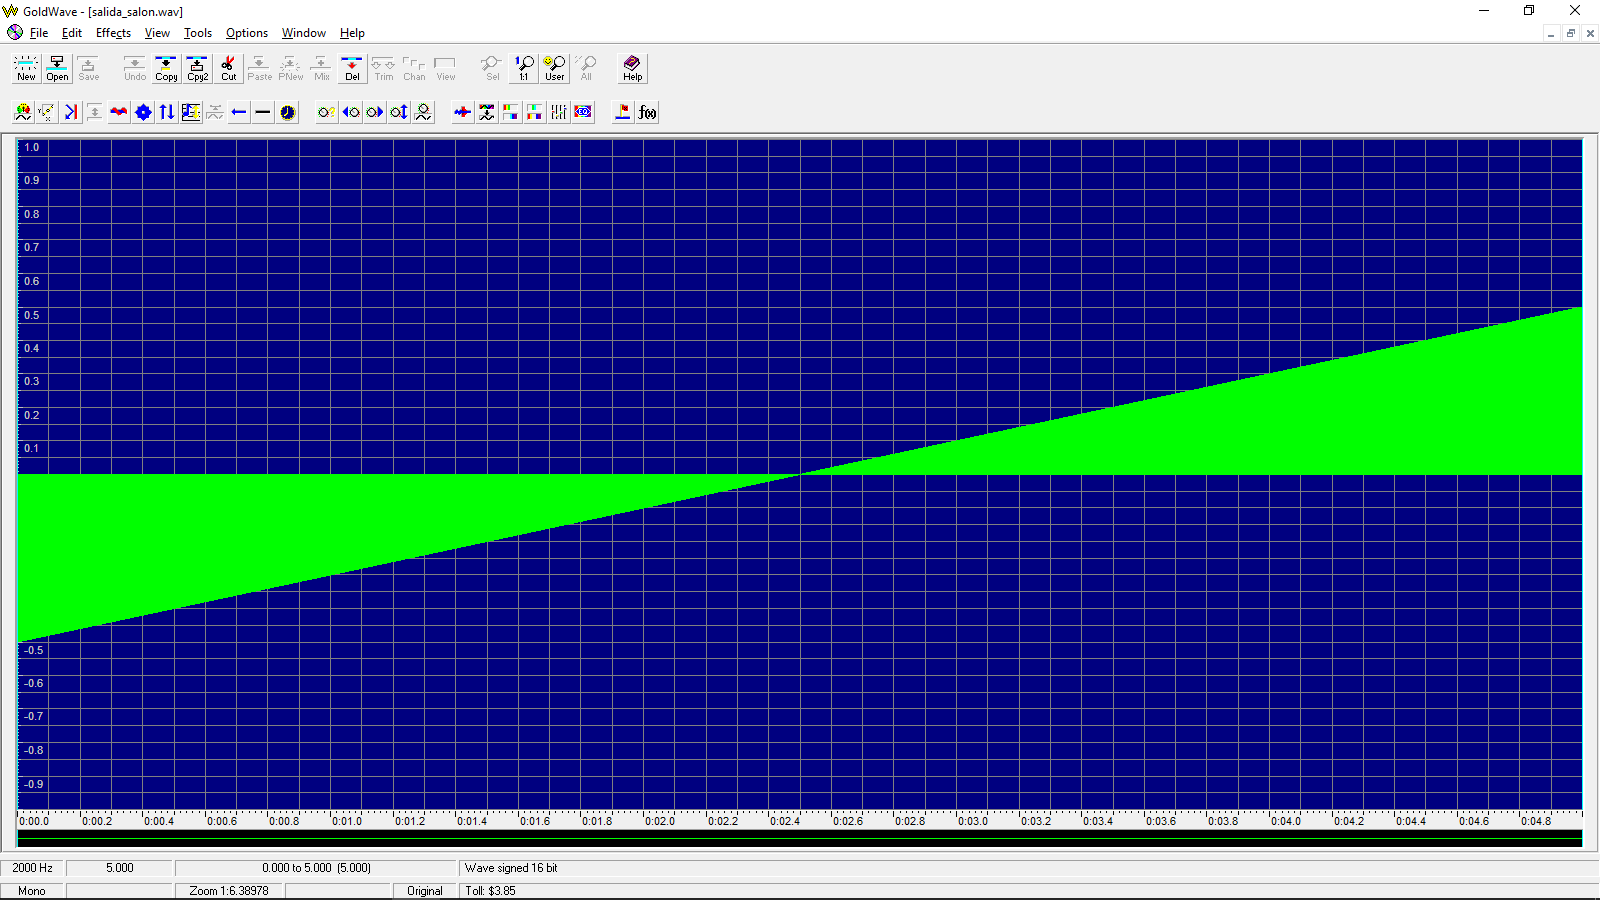 GoldWave - [salida_salon.wav]
File Edit Effects View Tools Options Window Help
New Open Save Undo Copy Cpy2 Cut Paste PNew Mix Del Trim Chan View Sel 1:1 User All Help
f(x)
1.0
0.9
0.8
0.7
0.6
0.5
0.4
0.3
0.2
0.1
-0.5
-0.6
-0.7
-0.8
-0.9
0:00.0 0:00.2 0:00.4 0:00.6 0:00.8 0:01.0 0:01.2 0:01.4 0:01.6 0:01.8 0:02.0 0:02.2 0:02.4 0:02.6 0:02.8 0:03.0 0:03.2 0:03.4 0:03.6 0:03.8 0:04.0 0:04.2 0:04.4 0:04.6 0:04.8
2000 Hz 5.000 0.000 to 5.000 (5.000) Wave signed 16 bit
Mono Zoom 1:6.38978 Original Toll: $3.85